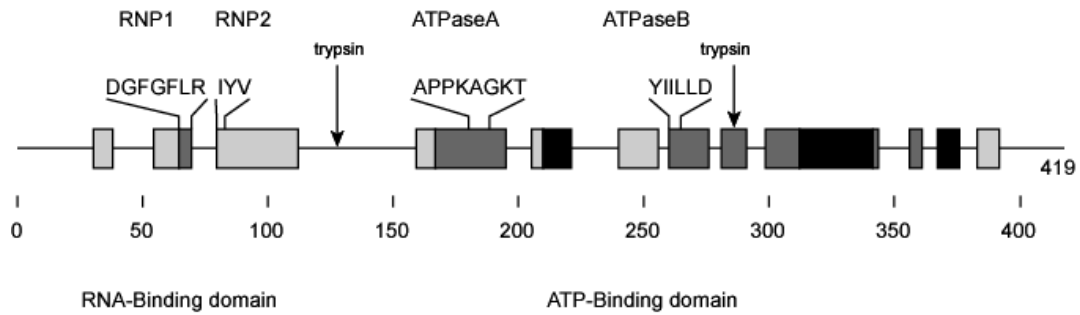 RNP1 RNP2 ATPaseA ATPaseB
trypsin trypsin
DGFGFLR IYV APPKAGKT YIILLD
419
0 50 100 150 200 250 300 350 400
RNA-Binding domain ATP-Binding domain